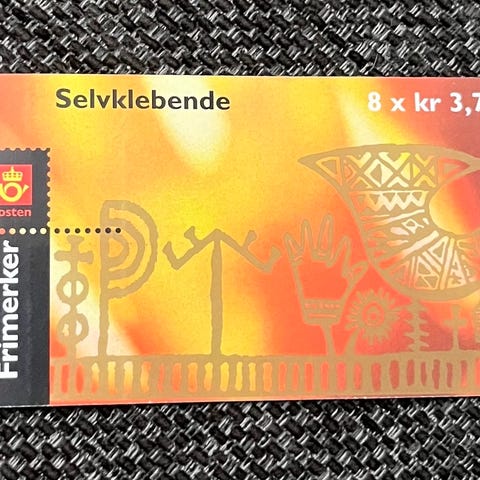 Selvklebende
8 x kr 3,7
osten
Frimerker